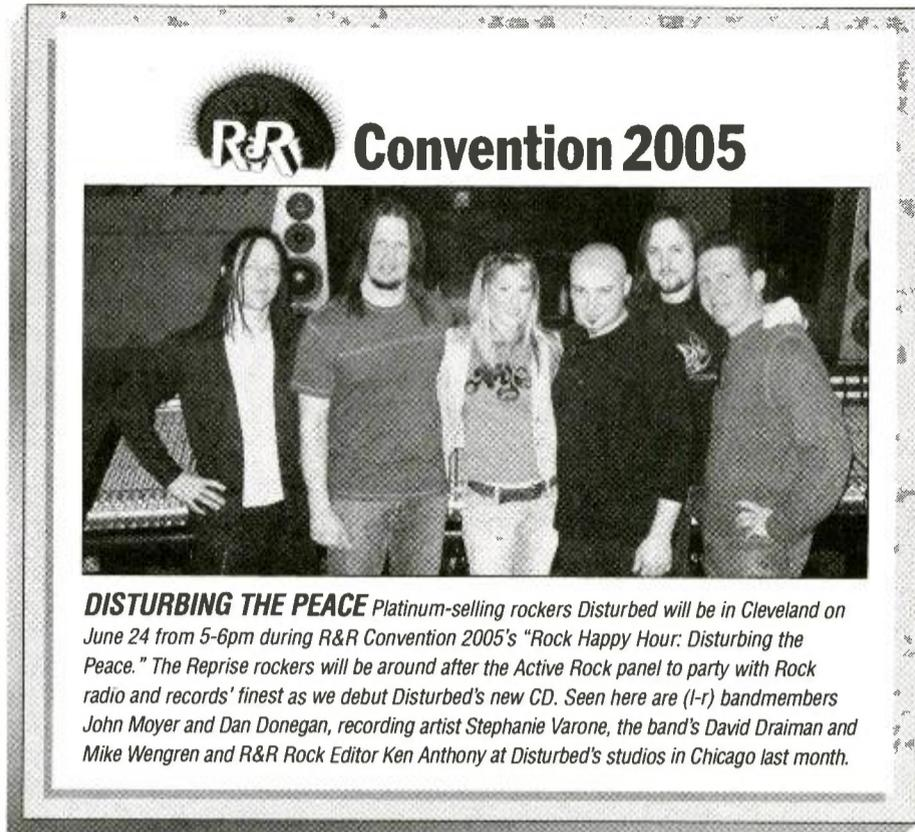 R&R Convention 2005
DISTURBING THE PEACE Platinum-selling rockers Disturbed will be in Cleveland on
June 24 from 5-6pm during R&R Convention 2005's "Rock Happy Hour: Disturbing the
Peace." The Reprise rockers will be around after the Active Rock panel to party with Rock
radio and records' finest as we debut Disturbed's new CD. Seen here are (l-r) bandmembers
John Moyer and Dan Donegan, recording artist Stephanie Varone, the band's David Draiman and
Mike Wengren and R&R Rock Editor Ken Anthony at Disturbed's studios in Chicago last month.